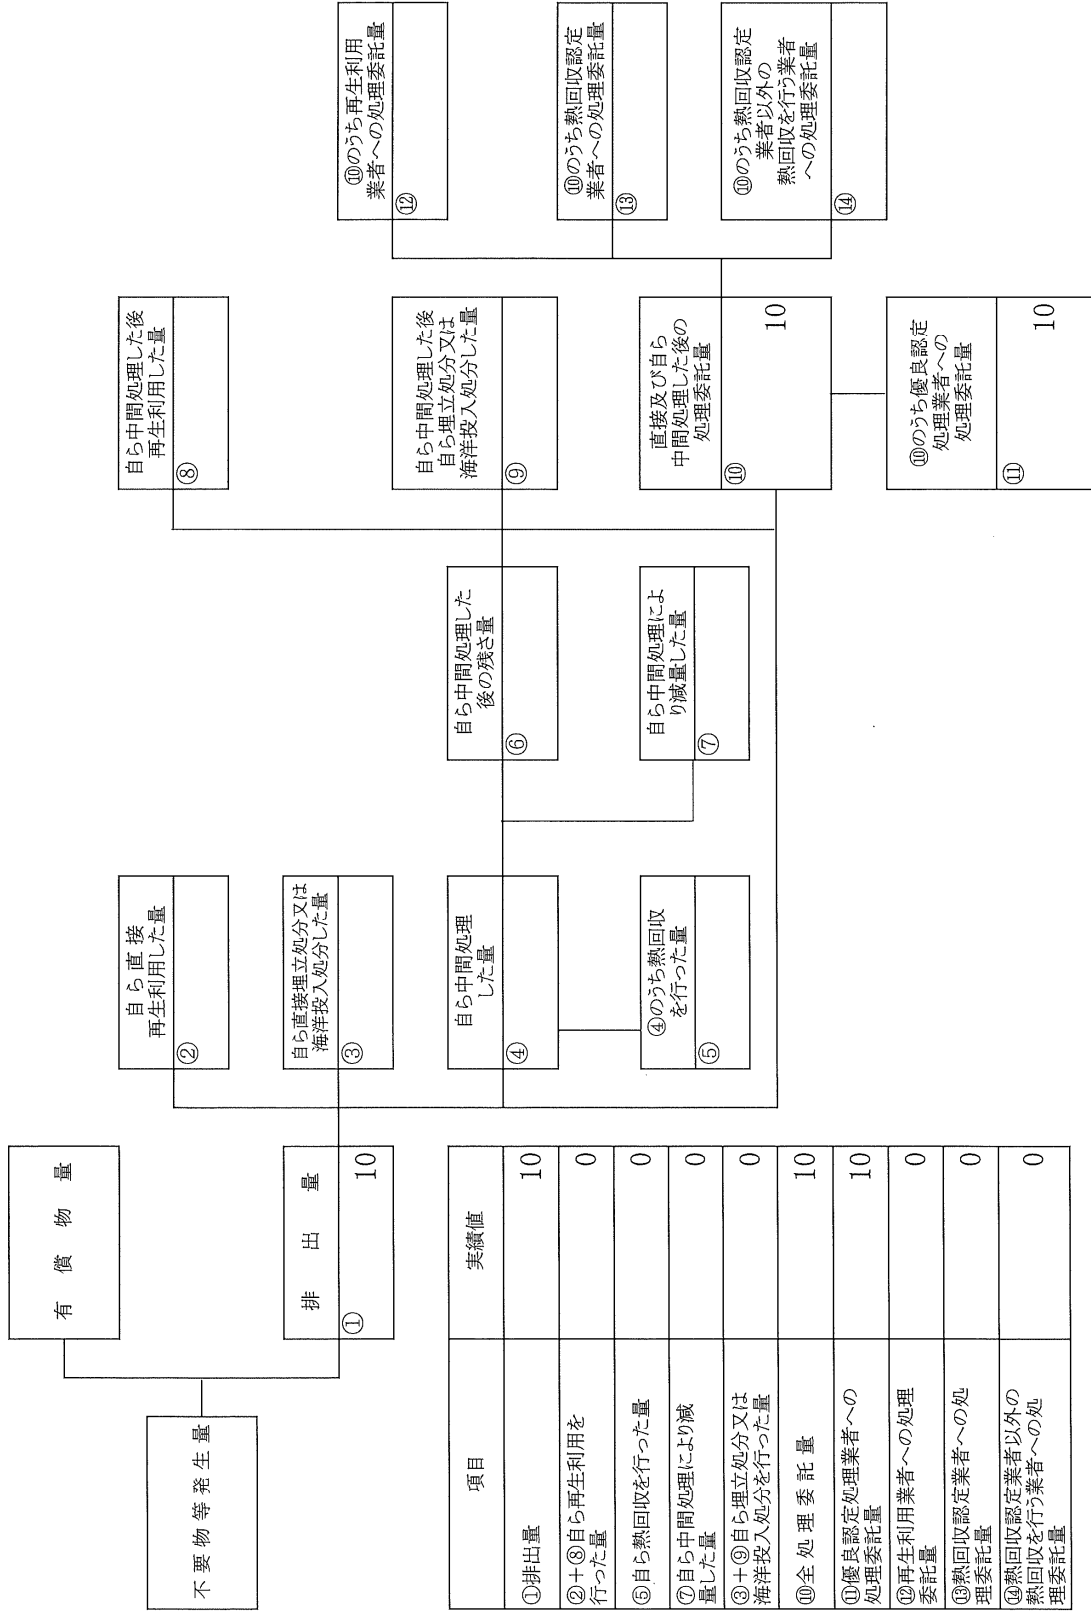 不要物等発生量
有償物量
排出量
①
10
自ら直接
再生利用した量
②
自ら直接埋立処分又は
海洋投入処分した量
③
自ら中間処理
した量
④
④のうち熱回収
を行った量
⑤
自ら中間処理した
後の残さ量
⑥
自ら中間処理によ
り減量した量
⑦
自ら中間処理した後
再生利用した量
⑧
自ら中間処理した後
自ら埋立処分又は
海洋投入処分した量
⑨
直接及び自ら
中間処理した後の
処理委託量
⑩
10
⑩のうち優良認定
処理業者への
処理委託量
⑪
10
⑩のうち再生利用
業者への処理委託量
⑫
⑩のうち熱回収認定
業者への処理委託量
⑬
⑩のうち熱回収認定
業者以外の
熱回収を行う業者
への処理委託量
⑭
項目 実績値
①排出量 10
②+⑧自ら再生利用を
行った量 0
⑤自ら熱回収を行った量 0
⑦自ら中間処理により減
量した量 0
③+⑨自ら埋立処分又は
海洋投入処分を行った量 0
⑩全処理委託量 10
⑪優良認定処理業者への
処理委託量 10
⑫再生利用業者への処理
委託量 0
⑬熱回収認定業者への処
理委託量 0
⑭熱回収認定業者以外の
熱回収を行う業者への処
理委託量 0